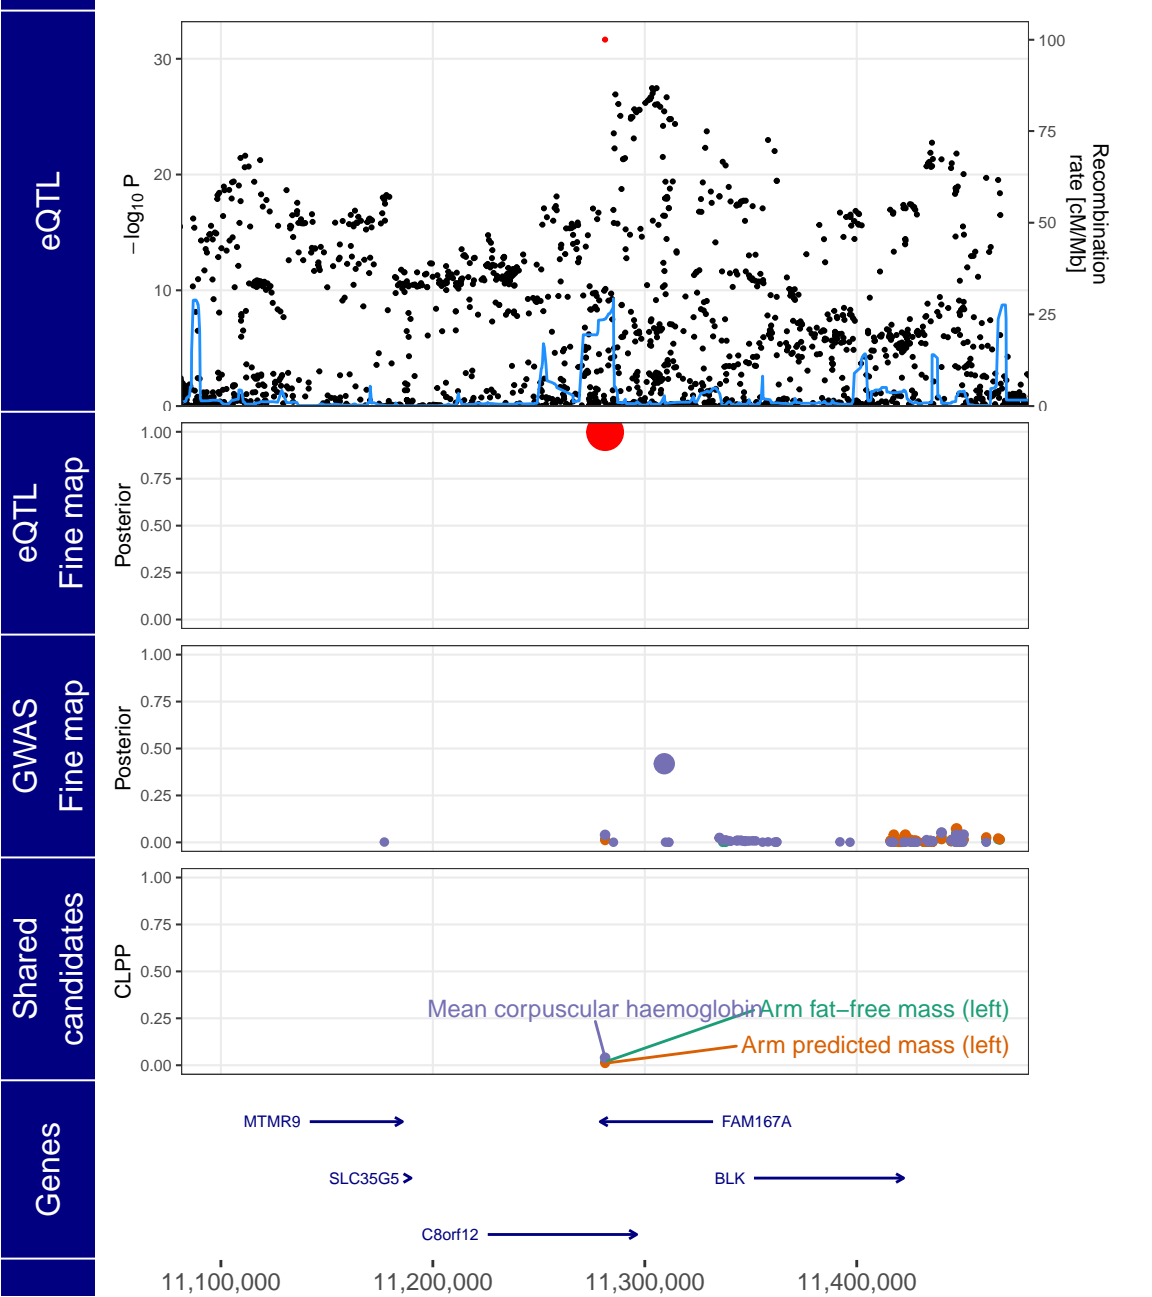 eQTL
− log10 P
30
20
10
0
100
75
50
25
0
Recombination
rate [cM/Mb]
eQTL
Fine map
Posterior
1.00
0.75
0.50
0.25
0.00
GWAS
Fine map
Posterior
1.00
0.75
0.50
0.25
0.00
Shared
candidates
CLPP
1.00
0.75
0.50
0.25
0.00
Mean corpuscular haemoglobin
Arm fat−free mass (left)
Arm predicted mass (left)
Genes
MTMR9
FAM167A
SLC35G5
BLK
C8orf12
11,100,000
11,200,000
11,300,000
11,400,000